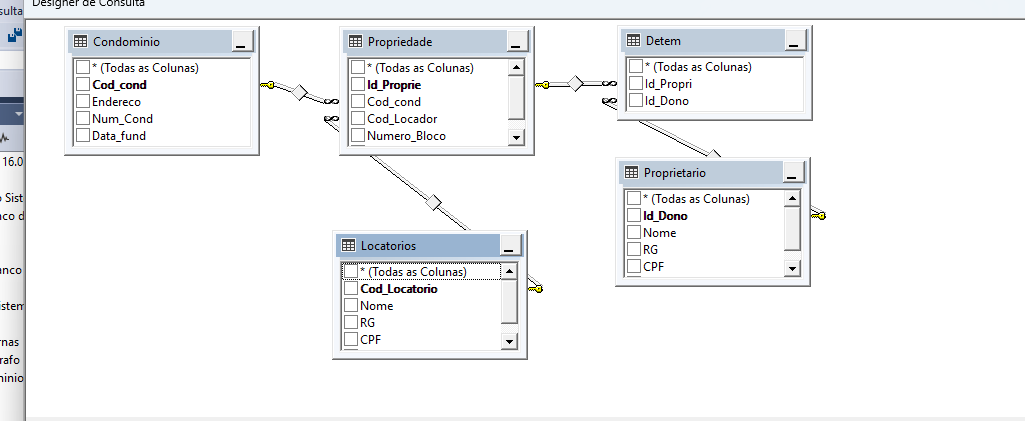 Designer de Consulta
sulta
Condominio
* (Todas as Colunas)
Cod_cond
Endereco
Num_Cond
Data_fund
Propriedade
* (Todas as Colunas)
Id_Proprie
Cod_cond
Cod_Locador
Numero_Bloco
Detem
* (Todas as Colunas)
Id_Propri
Id_Dono
Proprietario
* (Todas as Colunas)
Id_Dono
Nome
RG
CPF
Locatorios
* (Todas as Colunas)
Cod_Locatorio
Nome
RG
CPF
16.0
Sist
nco d
anco
istem
rnas
rafo
minio